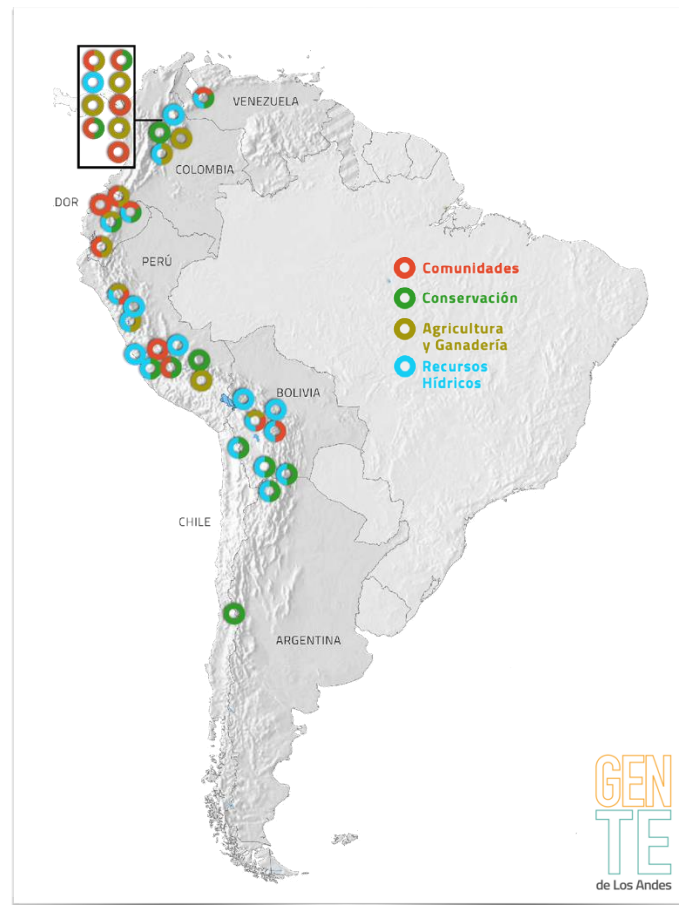 VENEZUELA
COLOMBIA
DOR
PERÚ
Comunidades
Conservación
Agricultura
y Ganadería
Recursos
Hídricos
BOLIVIA
CHILE
ARGENTINA
GEN
TE
de Los Andes